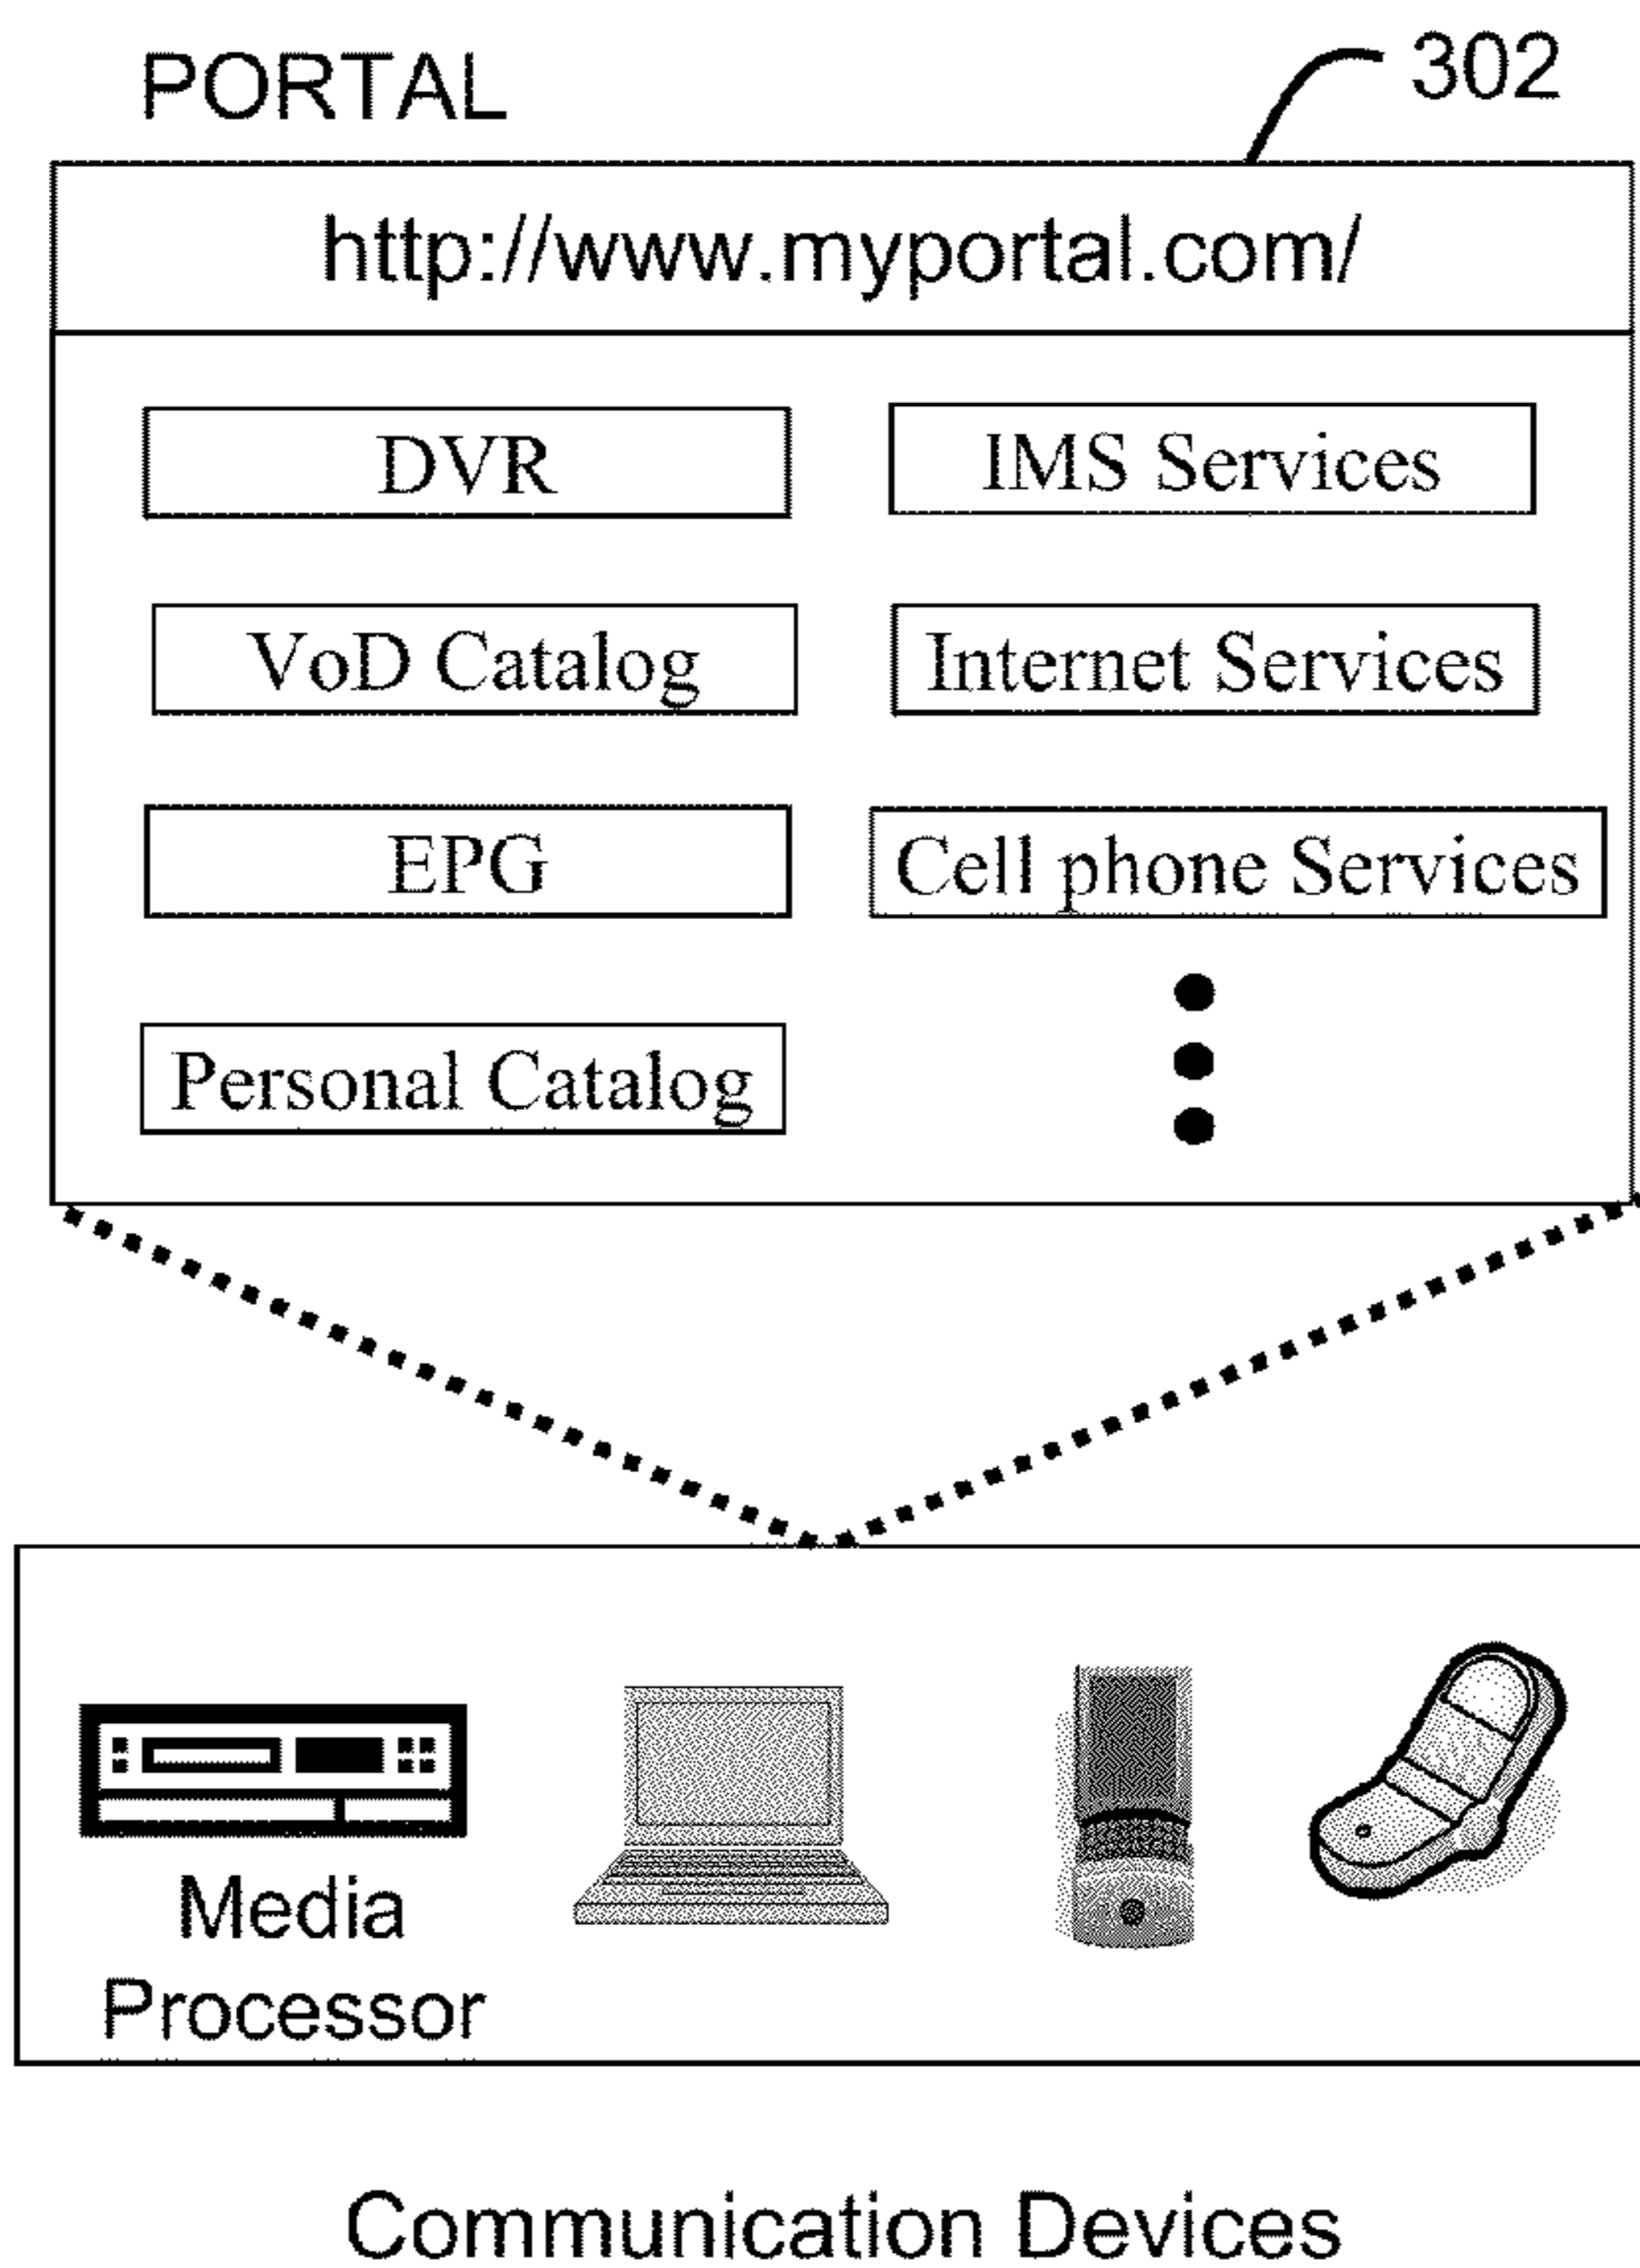 PORTAL
302
http://www.myportal.com/
DVR
IMS Services
VoD Catalog
Internet Services
EPG
Cell phone Services
Personal Catalog
Media
Processor
Communication Devices